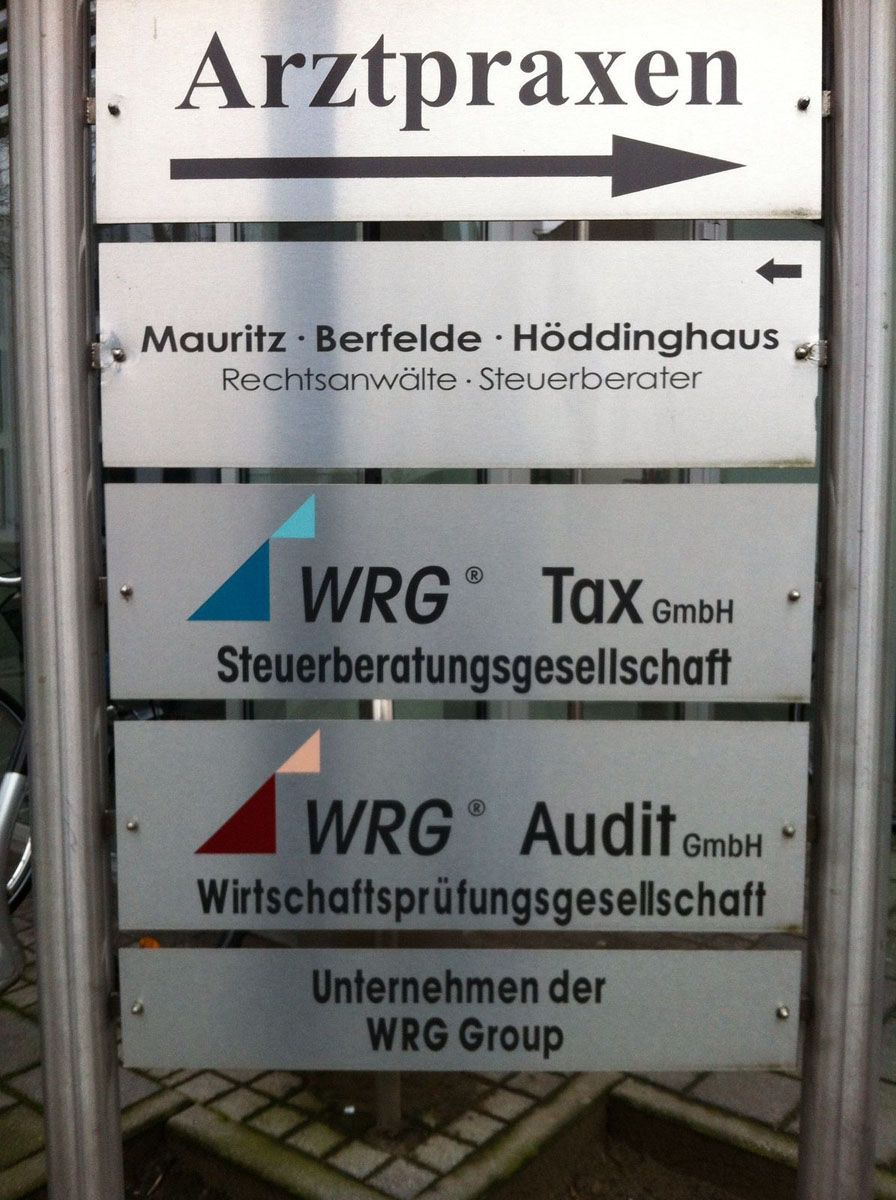 Arztpraxen
Mauritz · Berfelde · Höddinghaus
Rechtsanwälte · Steuerberater
WRG ® Tax GmbH
Steuerberatungsgesellschaft
WRG ® Audit GmbH
Wirtschaftsprüfungsgesellschaft
Unternehmen der
WRG Group